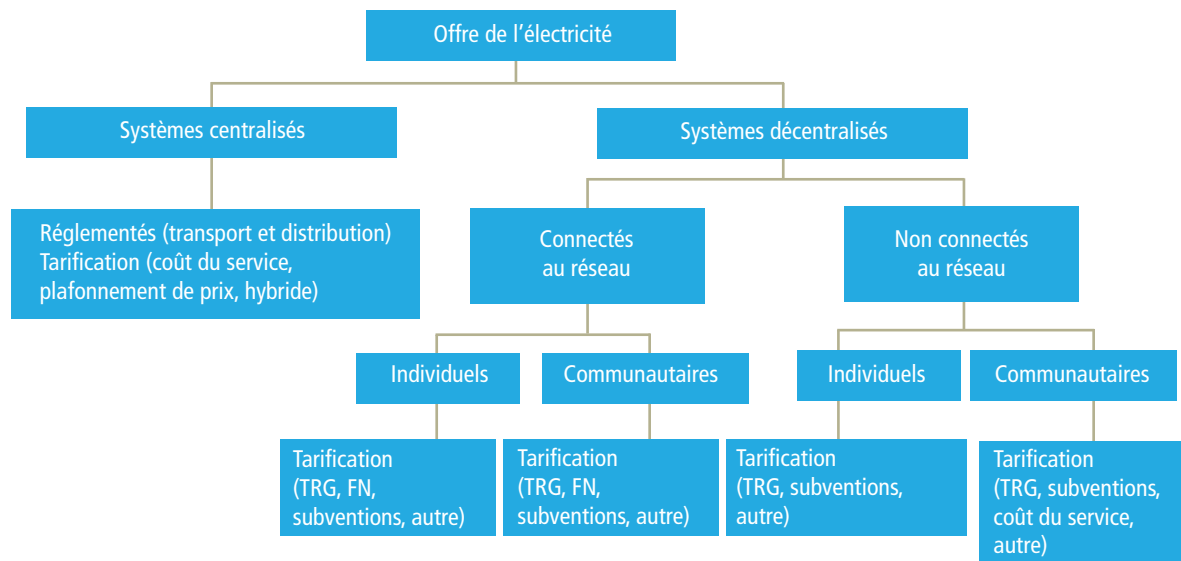 Offre de l'électricité
Systèmes centralisés
Systèmes décentralisés
Réglementés (transport et distribution)
Tarification (coût du service,
plafonnement de prix, hybride)
Connectés
au réseau
Non connectés
au réseau
Individuels
Communautaires
Individuels
Communautaires
Tarification
(TRG, FN,
subventions, autre)
Tarification
(TRG, FN,
subventions, autre)
Tarification
(TRG, subventions,
autre)
Tarification
(TRG, subventions,
coût du service,
autre)